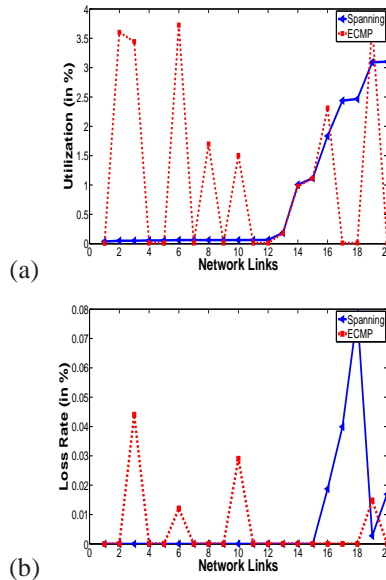 4
3.5
3
2.5
2
1.5
1
0.5
0
Utilization (in %)
Spanning
ECMP
0 2 4 6 8 10 12 14 16 18 20
Network Links
(a)
0.08
0.07
0.06
0.05
0.04
0.03
0.02
0.01
0
Loss Rate (in %)
Spanning
ECMP
0 2 4 6 8 10 12 14 16 18 20
Network Links
(b)